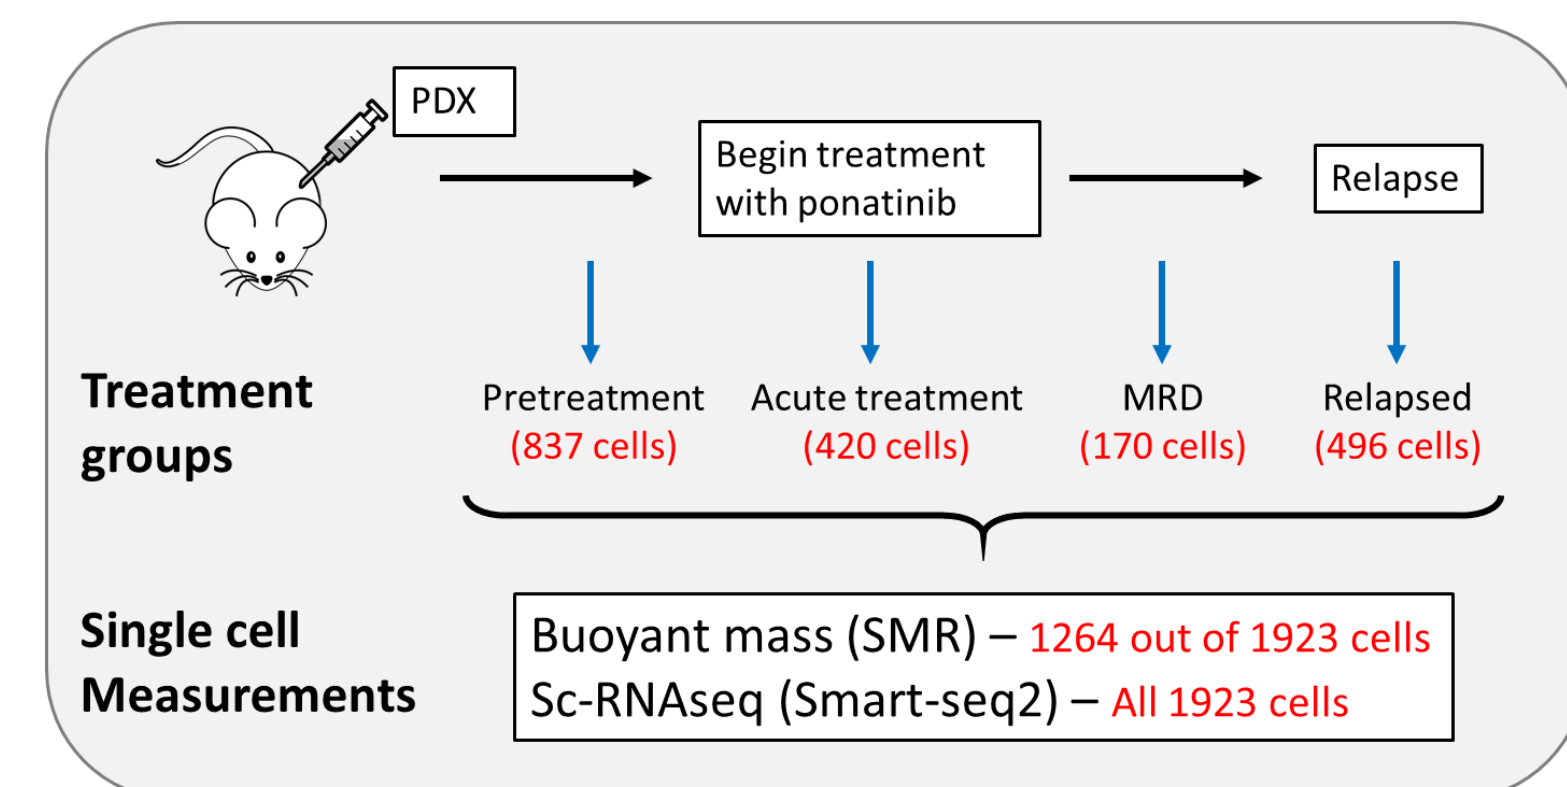 PDX
Begin treatment
with ponatinib
Relapse
Treatment
groups
Pretreatment
(837 cells)
Acute treatment
(420 cells)
MRD
(170 cells)
Relapsed
(496 cells)
Single cell
Measurements
Buoyant mass (SMR) – 1264 out of 1923 cells
Sc-RNAseq (Smart-seq2) – All 1923 cells